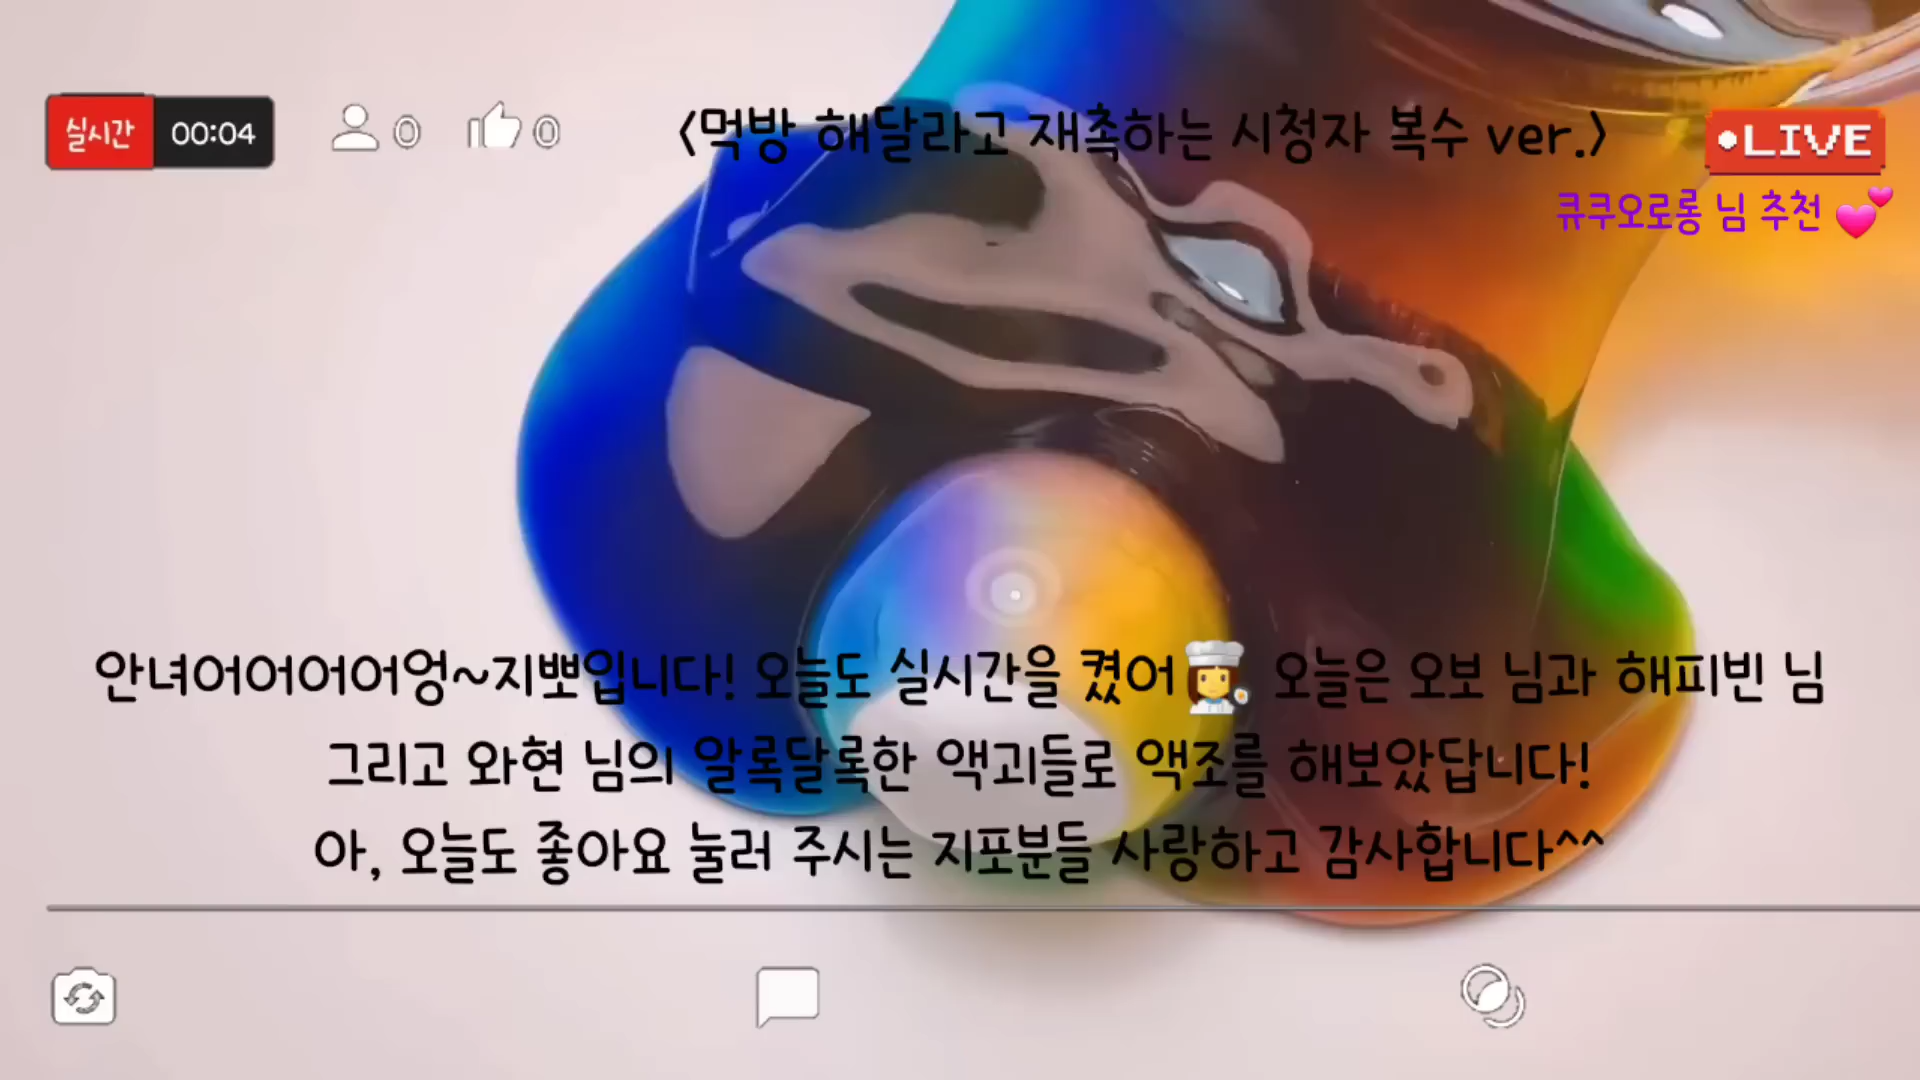 실시간 00:04 0 0 <먹방 해달라고 재촉하는 시청자 복수 ver.> •LIVE
큐쿠오로롱 님 추천 💕
안녀어어어어엉~지뽀입니다! 오늘도 실시간을 켰어👩‍🍳 오늘은 오보 님과 해피빈 님
그리고 와현 님의 알록달록한 액괴들로 액조를 해보았답니다!
아, 오늘도 좋아요 눌러 주시는 지포분들 사랑하고 감사합니다^^